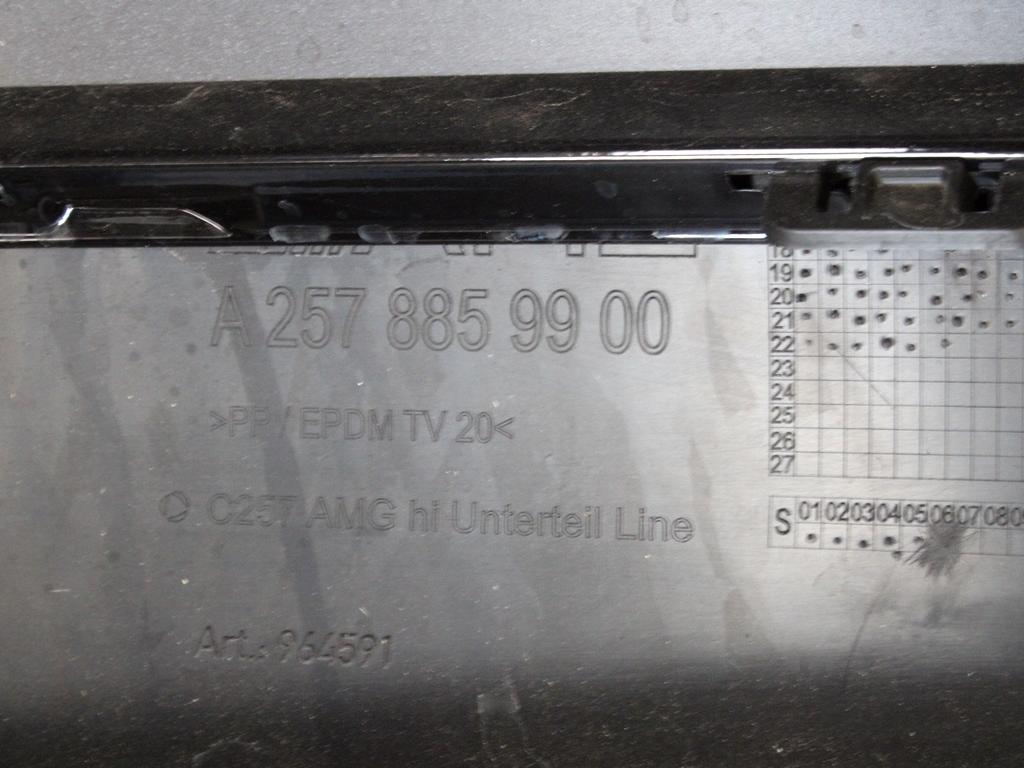 A 257 885 99 00
>PP / EPDM TV 20<
C257 AMG hi Unterteil Line
Art.: 964591
18
19
20
21
22
23
24
25
26
27
S 01 02 03 04 05 06 07 08